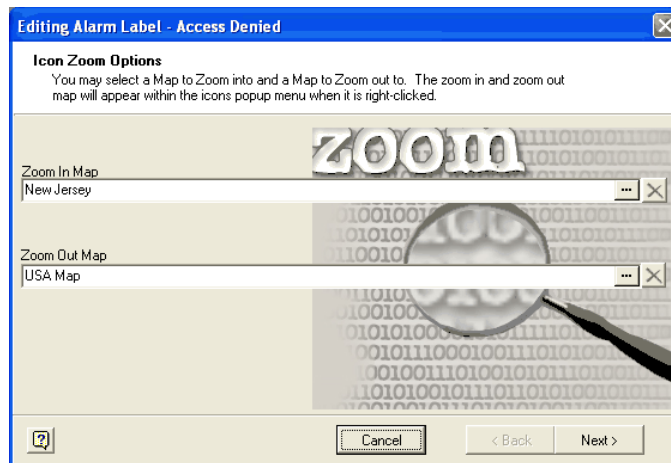 Editing Alarm Label - Access Denied
Icon Zoom Options
You may select a Map to Zoom into and a Map to Zoom out to. The zoom in and zoom out
map will appear within the icons popup menu when it is right-clicked.
zoom
Zoom In Map
New Jersey
...
Zoom Out Map
USA Map
...
?
Cancel
< Back
Next >